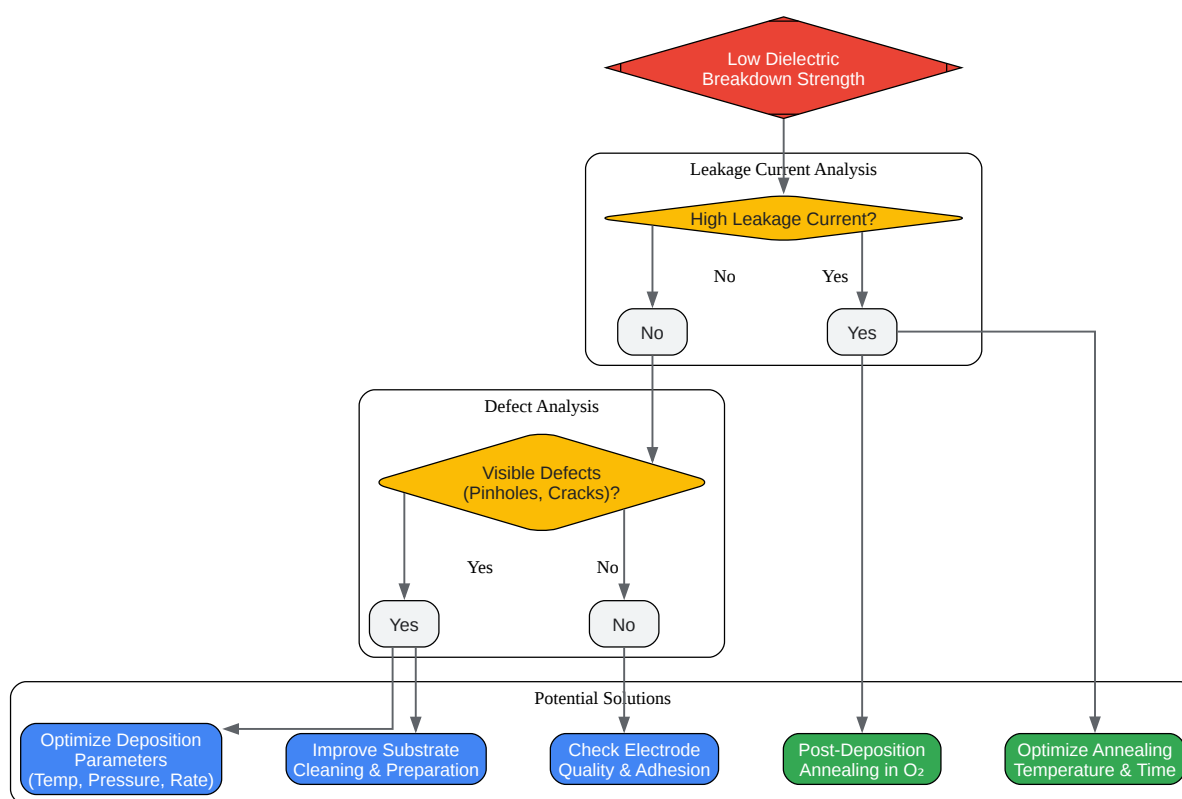 Low Dielectric
Breakdown Strength
Leakage Current Analysis
High Leakage Current?
No
Yes
No
Yes
Defect Analysis
Visible Defects
(Pinholes, Cracks)?
Yes
No
Yes
No
Potential Solutions
Optimize Deposition
Parameters
(Temp, Pressure, Rate)
Improve Substrate
Cleaning & Preparation
Check Electrode
Quality & Adhesion
Post-Deposition
Annealing in O₂
Optimize Annealing
Temperature & Time